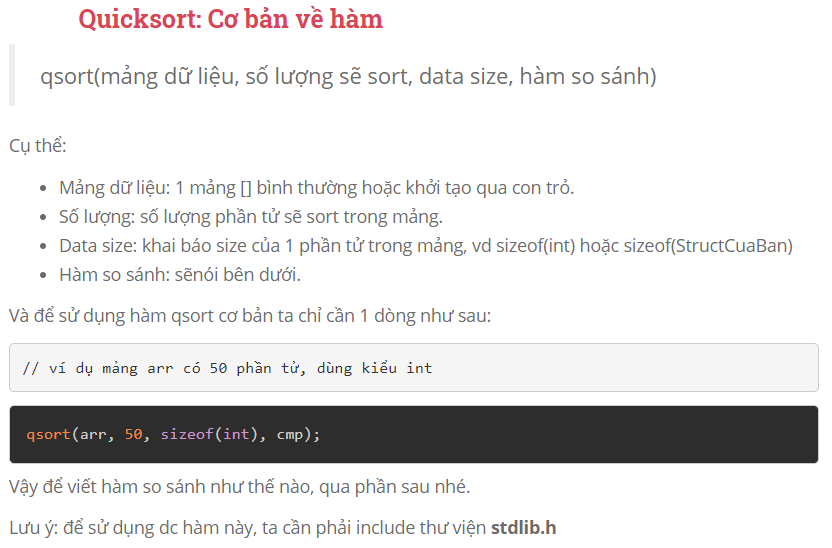 Quicksort: Cơ bản về hàm
qsort(mảng dữ liệu, số lượng sẽ sort, data size, hàm so sánh)
Cụ thể:
• Mảng dữ liệu: 1 mảng [] bình thường hoặc khởi tạo qua con trỏ.
• Số lượng: số lượng phần tử sẽ sort trong mảng.
• Data size: khai báo size của 1 phần tử trong mảng, vd sizeof(int) hoặc sizeof(StructCuaBan)
• Hàm so sánh: sẽnói bên dưới.
Và để sử dụng hàm qsort cơ bản ta chỉ cần 1 dòng như sau:
// ví dụ mảng arr có 50 phần tử, dùng kiểu int
qsort(arr, 50, sizeof(int), cmp);
Vậy để viết hàm so sánh như thế nào, qua phần sau nhé.
Lưu ý: để sử dụng dc hàm này, ta cần phải include thư viện stdlib.h